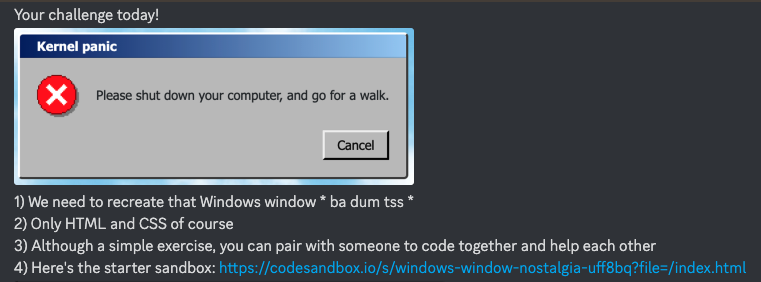 Your challenge today!
Kernel panic
Please shut down your computer, and go for a walk.
Cancel
1) We need to recreate that Windows window * ba dum tss *
2) Only HTML and CSS of course
3) Although a simple exercise, you can pair with someone to code together and help each other
4) Here's the starter sandbox: https://codesandbox.io/s/windows-window-nostalgia-uff8bq?file=/index.html